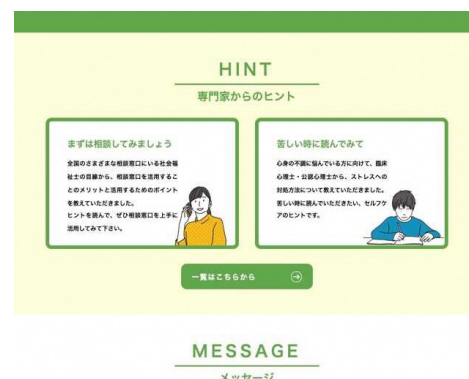 HINT
専門家からのヒント
まずは相談してみましょう
全国のさまざまな相談窓口にいる社会福
祉士の目線から、相談窓口を活用するこ
とのメリットと活用するためのポイント
を教えていただきました。
ヒントを読んで、ぜひ相談窓口を上手に
活用してみて下さい。
苦しい時に読んでみて
心身の不調に悩んでいる方に向けて、臨床
心理士・公認心理士から、ストレスへの
対処方法について教えていただきました。
苦しい時に読んでいただきたい、セルフケ
アのヒントです。
一覧はこちらから
MESSAGE
メッセージ